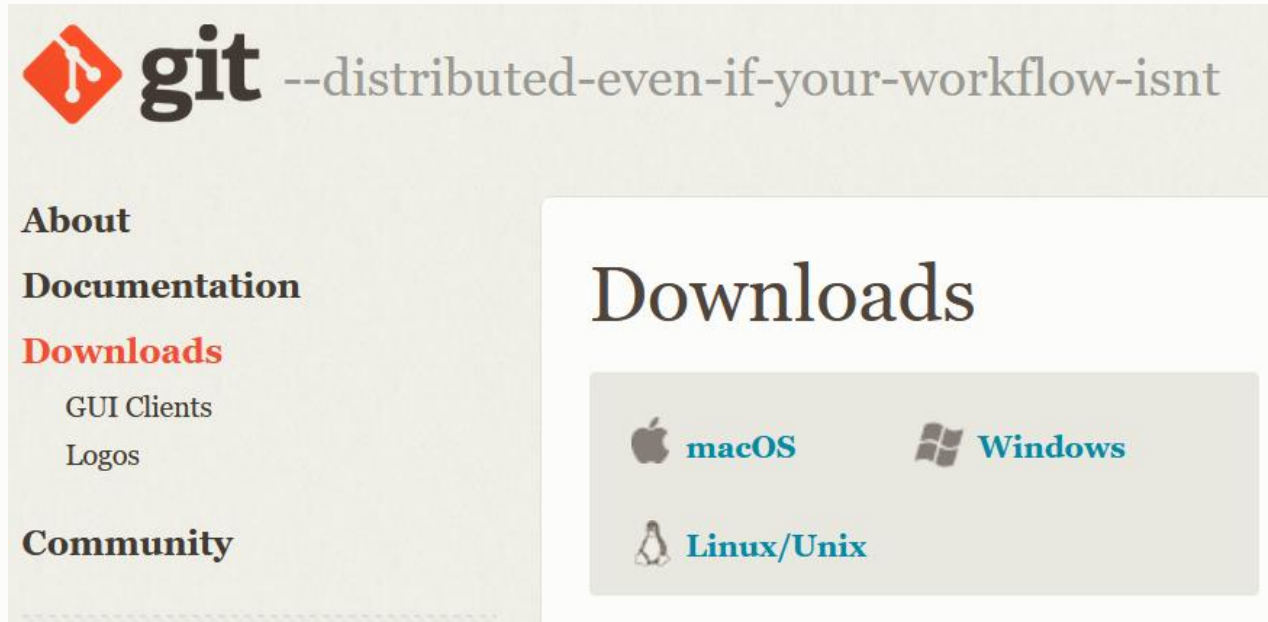 git --distributed-even-if-your-workflow-isnt
About
Documentation
Downloads
GUI Clients
Logos
Community
Downloads
macOS
Windows
Linux/Unix